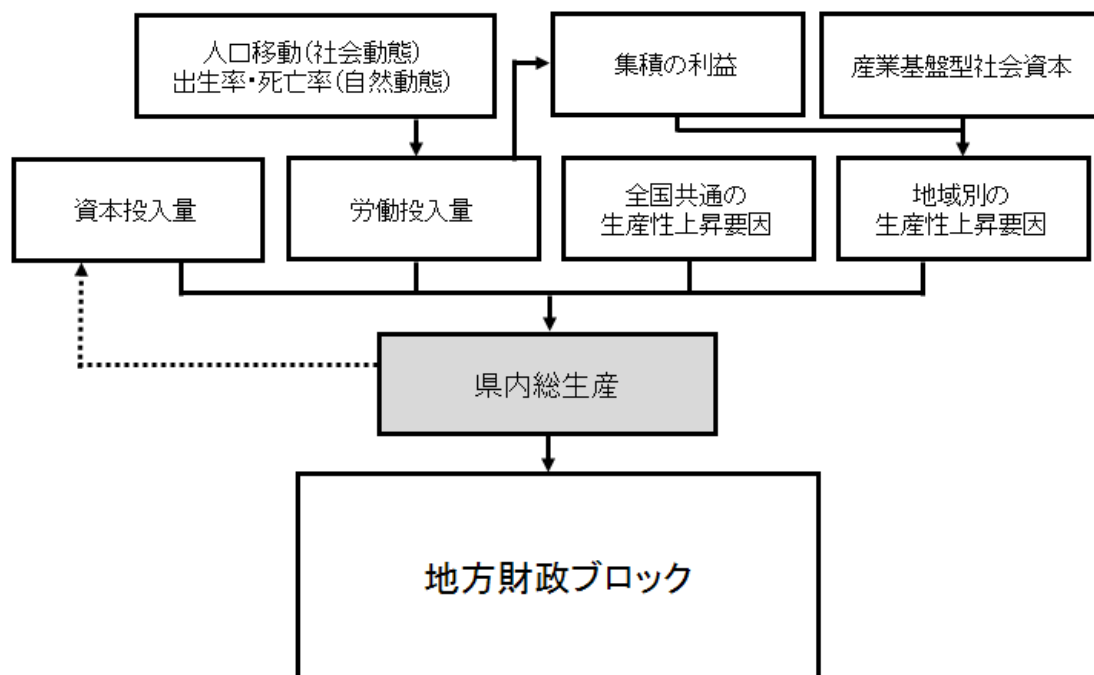 人口移動(社会動態)
出生率・死亡率(自然動態)
集積の利益
産業基盤型社会資本
資本投入量
労働投入量
全国共通の
生産性上昇要因
地域別の
生産性上昇要因
県内総生産
地方財政ブロック